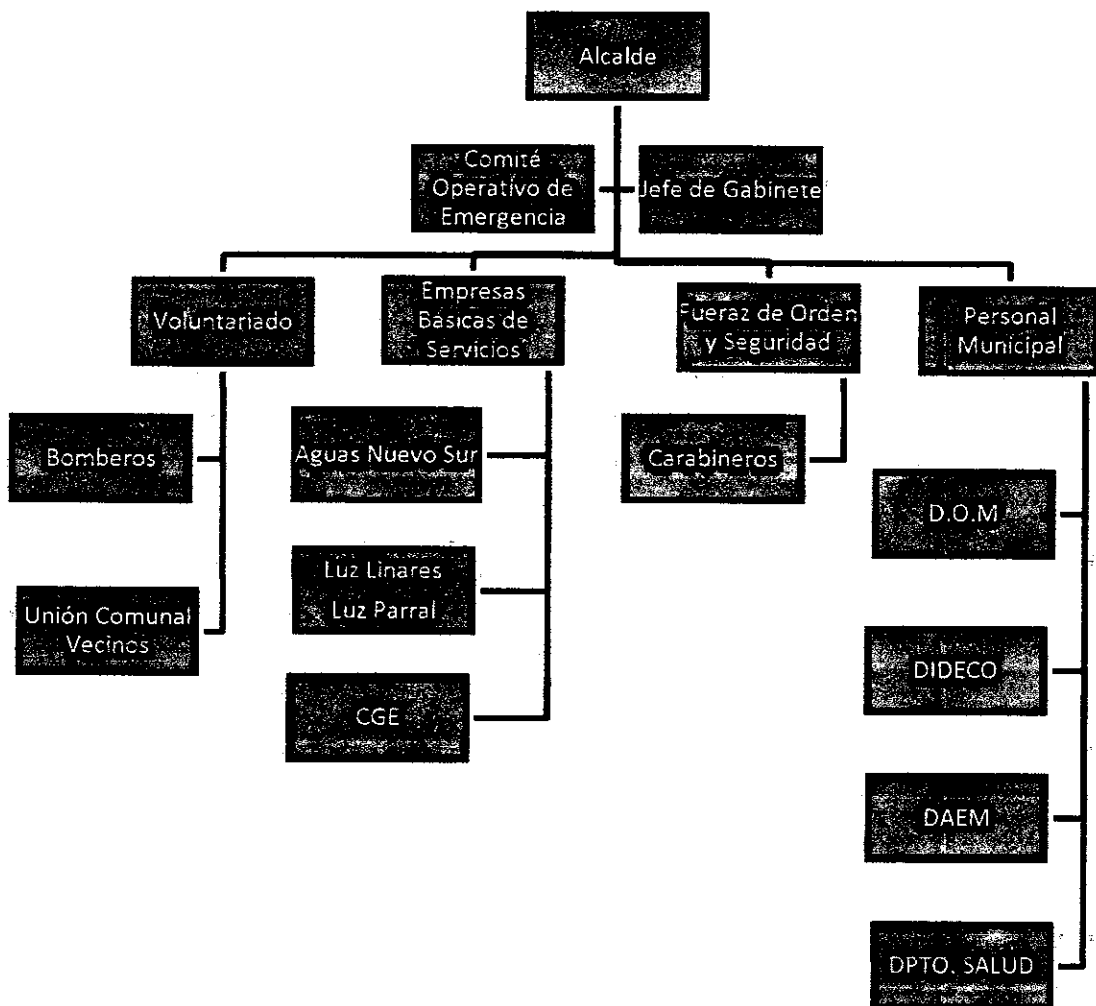 Alcalde
Comité
Operativo de
Emergencia
Jefe de Gabinete
Voluntariado
Empresas
Básicas de
Servicios
Fueraz de Orden
y Seguridad
Personal
Municipal
Bomberos
Aguas Nuevo Sur
Carabineros
D.O.M
Luz Linares
Luz Parral
Unión Comunal
Vecinos
DIDECO
CGE
DAEM
DPTO. SALUD